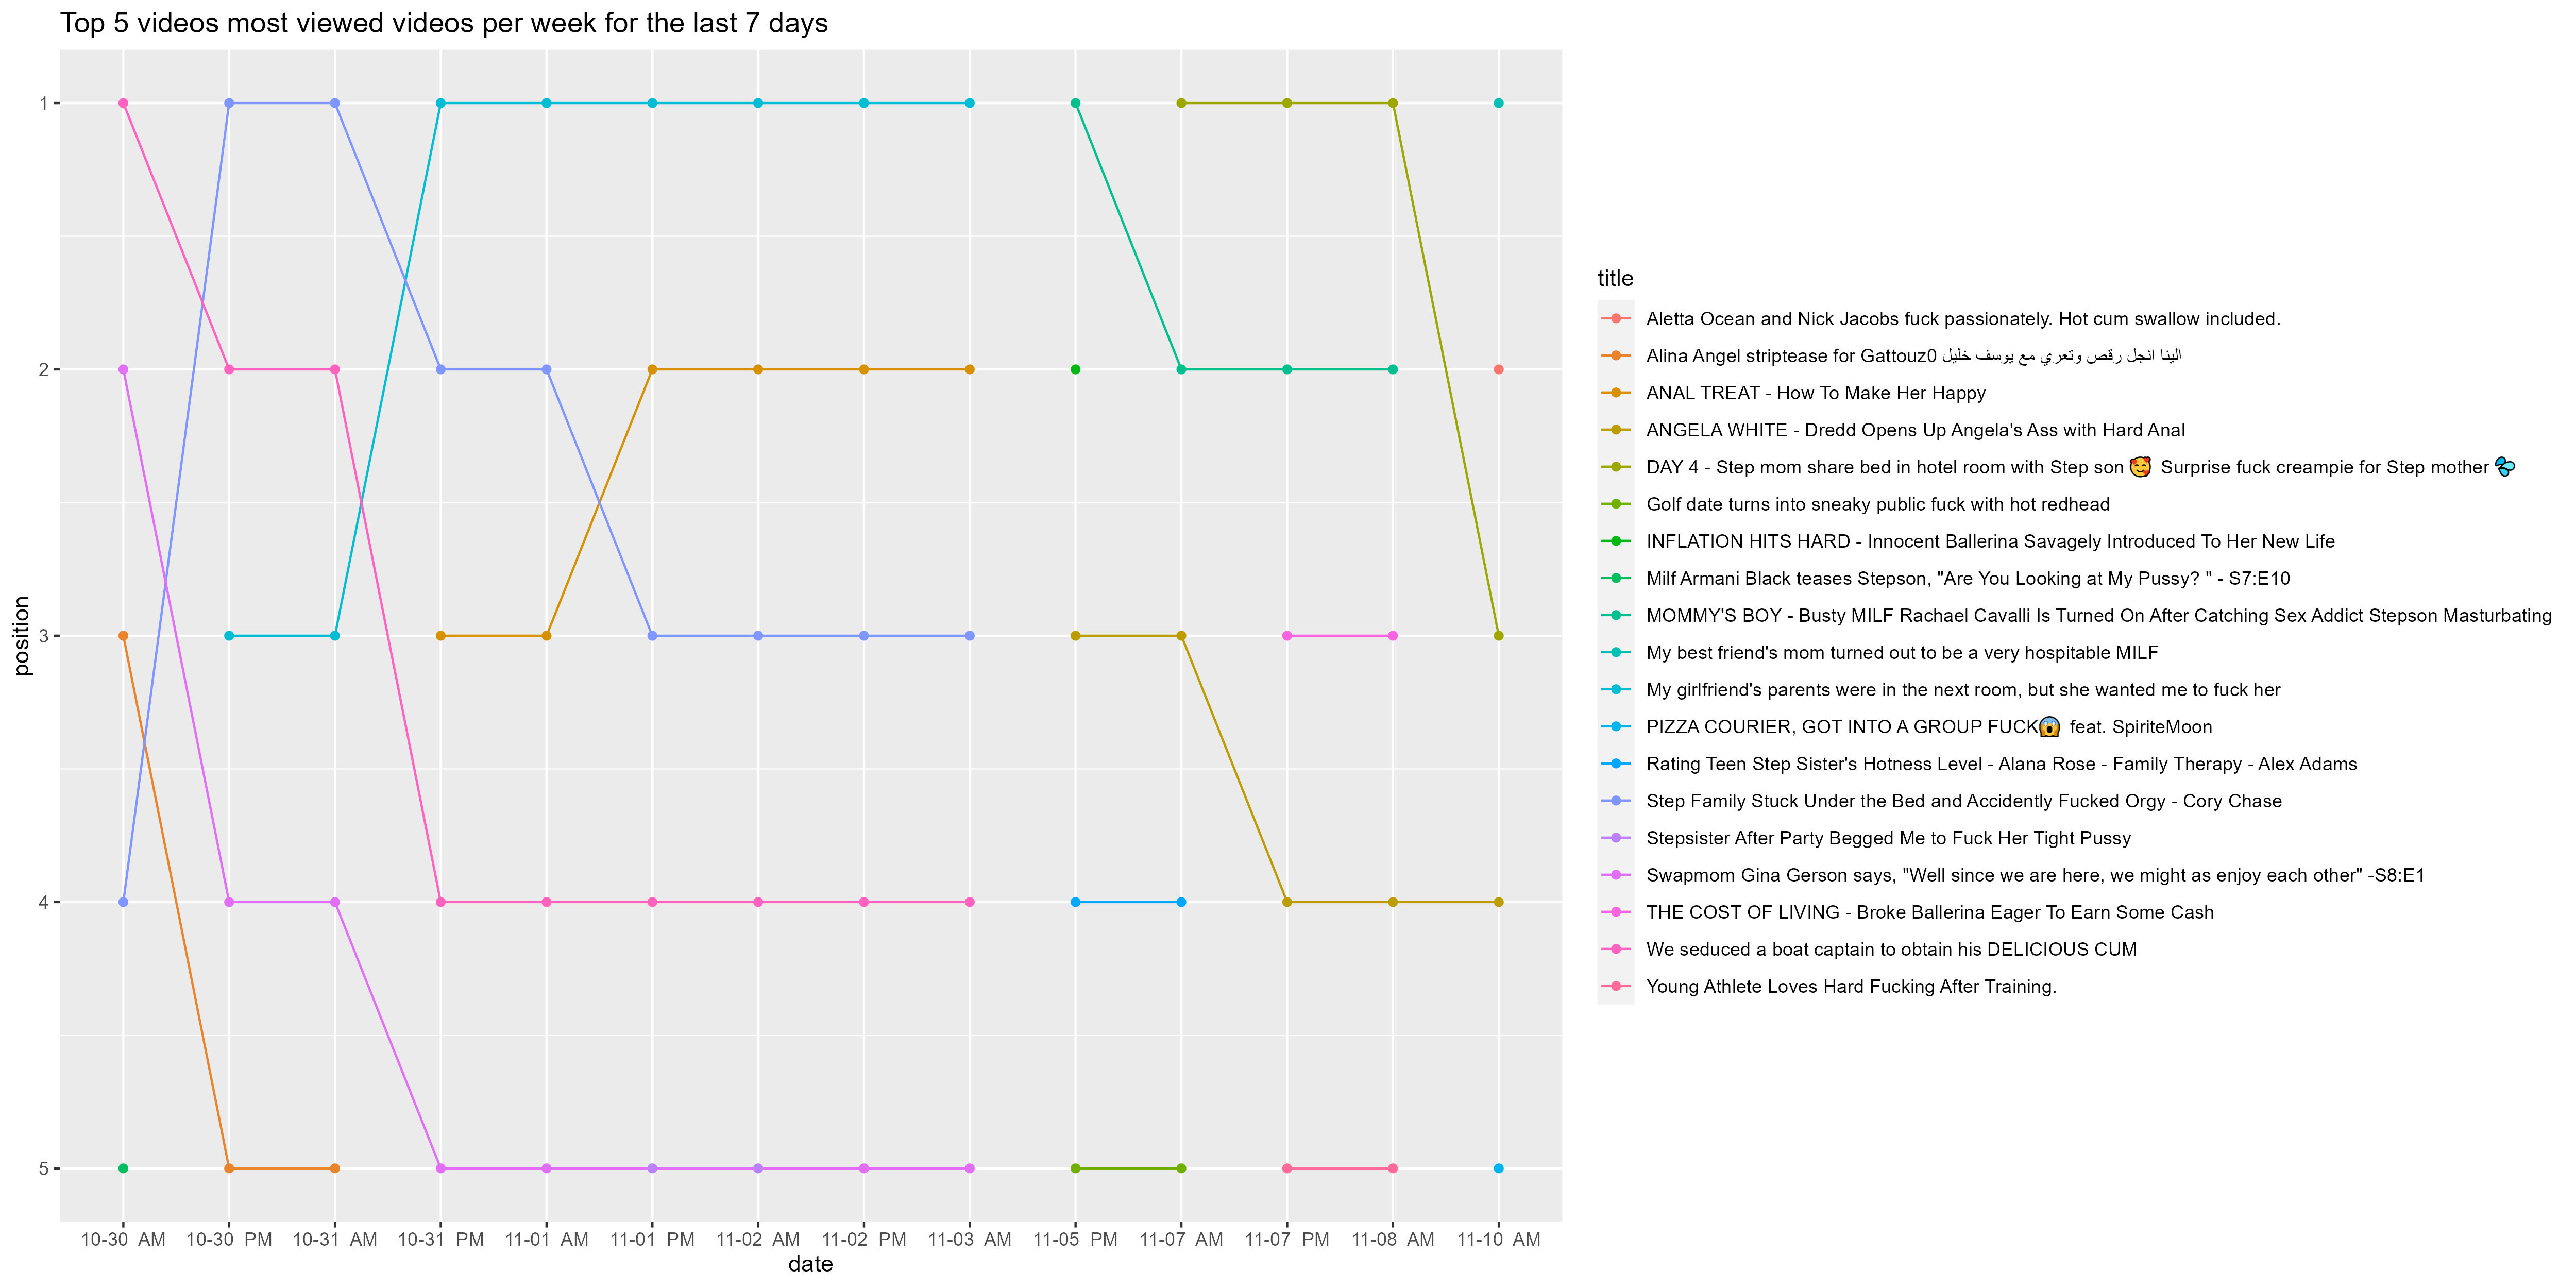 Top 5 videos most viewed videos per week for the last 7 days
position
1
2
3
4
5
10-30 AM
10-30 PM
10-31 AM
10-31 PM
11-01 AM
11-01 PM
11-02 AM
11-02 PM
11-03 AM
11-05 PM
11-07 AM
11-07 PM
11-08 AM
11-10 AM
date
title
Aletta Ocean and Nick Jacobs fuck passionately. Hot cum swallow included.
Alina Angel striptease for Gattouz0 الينا انجل رقص وتعري مع يوسف خليل
ANAL TREAT - How To Make Her Happy
ANGELA WHITE - Dredd Opens Up Angela's Ass with Hard Anal
DAY 4 - Step mom share bed in hotel room with Step son 🥰 Surprise fuck creampie for Step mother 💦
Golf date turns into sneaky public fuck with hot redhead
INFLATION HITS HARD - Innocent Ballerina Savagely Introduced To Her New Life
Milf Armani Black teases Stepson, "Are You Looking at My Pussy? " - S7:E10
MOMMY'S BOY - Busty MILF Rachael Cavalli Is Turned On After Catching Sex Addict Stepson Masturbating
My best friend's mom turned out to be a very hospitable MILF
My girlfriend's parents were in the next room, but she wanted me to fuck her
PIZZA COURIER, GOT INTO A GROUP FUCK😱 feat. SpiriteMoon
Rating Teen Step Sister's Hotness Level - Alana Rose - Family Therapy - Alex Adams
Step Family Stuck Under the Bed and Accidently Fucked Orgy - Cory Chase
Stepsister After Party Begged Me to Fuck Her Tight Pussy
Swapmom Gina Gerson says, "Well since we are here, we might as enjoy each other" -S8:E1
THE COST OF LIVING - Broke Ballerina Eager To Earn Some Cash
We seduced a boat captain to obtain his DELICIOUS CUM
Young Athlete Loves Hard Fucking After Training.